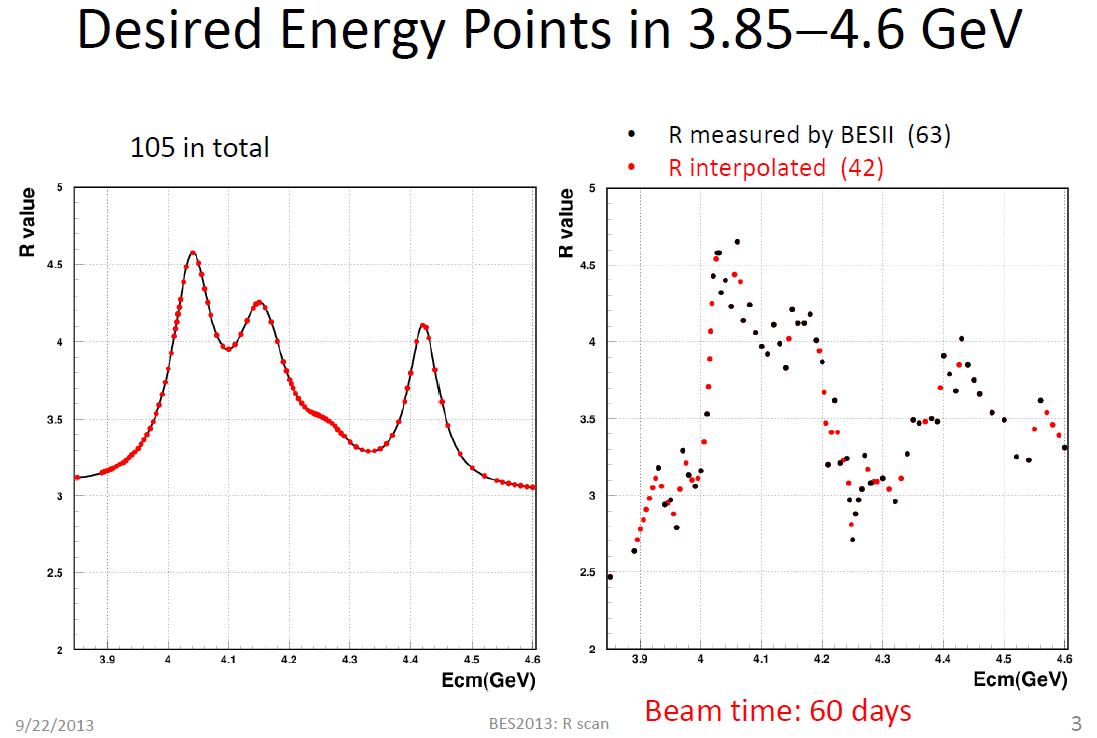 Desired Energy Points in 3.85–4.6 GeV
105 in total
• R measured by BESII (63)
• R interpolated (42)
R value
5
4.5
4
3.5
3
2.5
2
3.9 4 4.1 4.2 4.3 4.4 4.5 4.6
Ecm(GeV)
R value
5
4.5
4
3.5
3
2.5
2
3.9 4 4.1 4.2 4.3 4.4 4.5 4.6
Ecm(GeV)
Beam time: 60 days
9/22/2013
BES2013: R scan
3